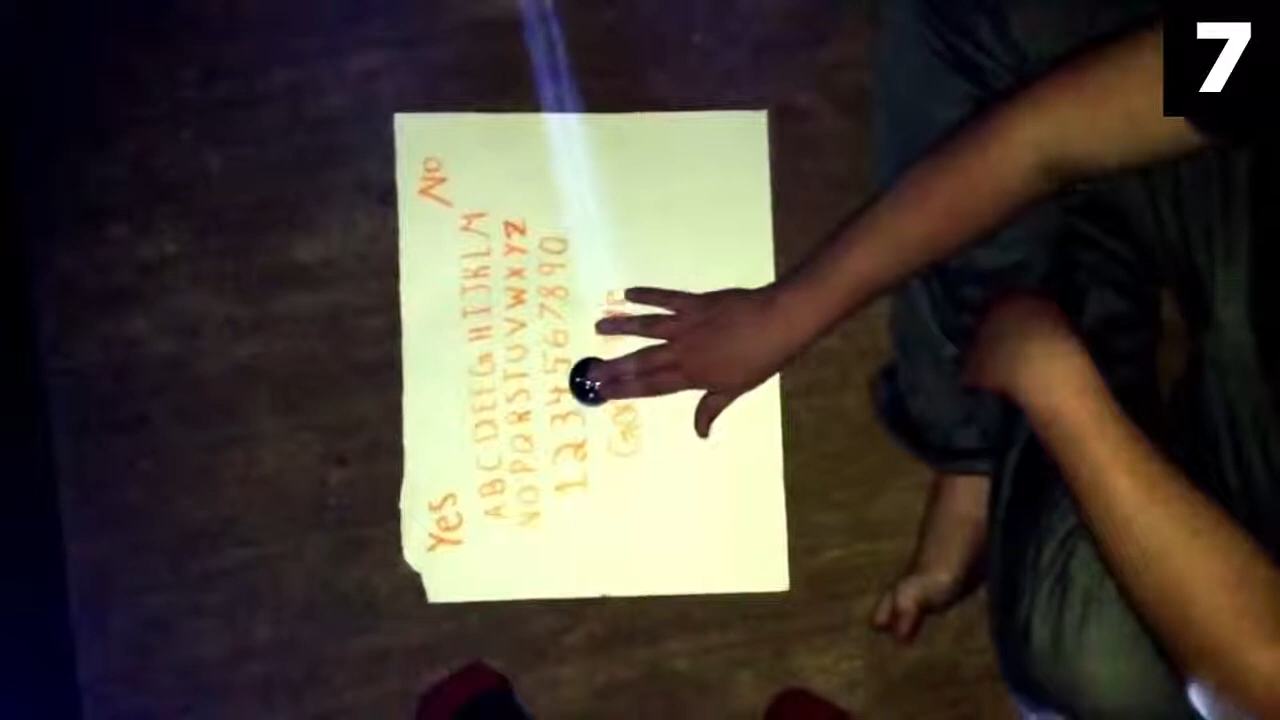 7
Yes No
ABCDEFGHIJKLM
NOPQRSTUVWXYZ
1234567890